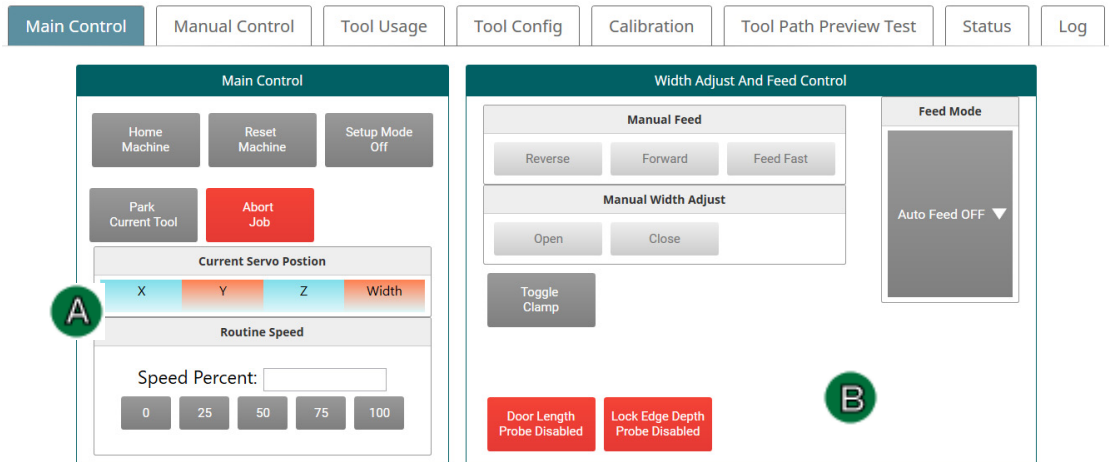 Main Control
Manual Control
Tool Usage
Tool Config
Calibration
Tool Path Preview Test
Status
Log
Main Control
Home
Machine
Reset
Machine
Setup Mode
Off
Park
Current Tool
Abort
Job
Current Servo Postion
X
Y
Z
Width
A
Routine Speed
Speed Percent:
0
25
50
75
100
Width Adjust And Feed Control
Manual Feed
Reverse
Forward
Feed Fast
Manual Width Adjust
Open
Close
Toggle
Clamp
Door Length
Probe Disabled
Lock Edge Depth
Probe Disabled
B
Feed Mode
Auto Feed OFF